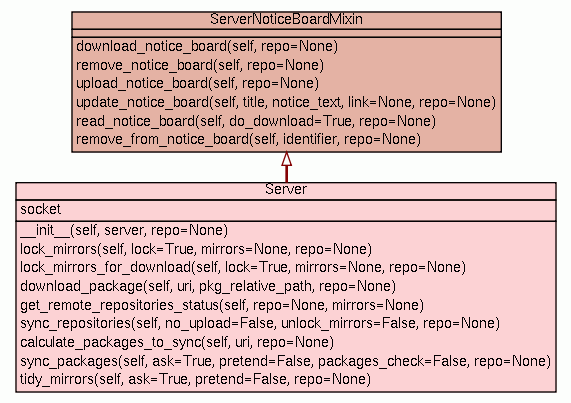 ServerNoticeBoardMixin
download_notice_board(self, repo=None)
remove_notice_board(self, repo=None)
upload_notice_board(self, repo=None)
update_notice_board(self, title, notice_text, link=None, repo=None)
read_notice_board(self, do_download=True, repo=None)
remove_from_notice_board(self, identifier, repo=None)
Server
socket
__init__(self, server, repo=None)
lock_mirrors(self, lock=True, mirrors=None, repo=None)
lock_mirrors_for_download(self, lock=True, mirrors=None, repo=None)
download_package(self, uri, pkg_relative_path, repo=None)
get_remote_repositories_status(self, repo=None, mirrors=None)
sync_repositories(self, no_upload=False, unlock_mirrors=False, repo=None)
calculate_packages_to_sync(self, uri, repo=None)
sync_packages(self, ask=True, pretend=False, packages_check=False, repo=None)
tidy_mirrors(self, ask=True, pretend=False, repo=None)